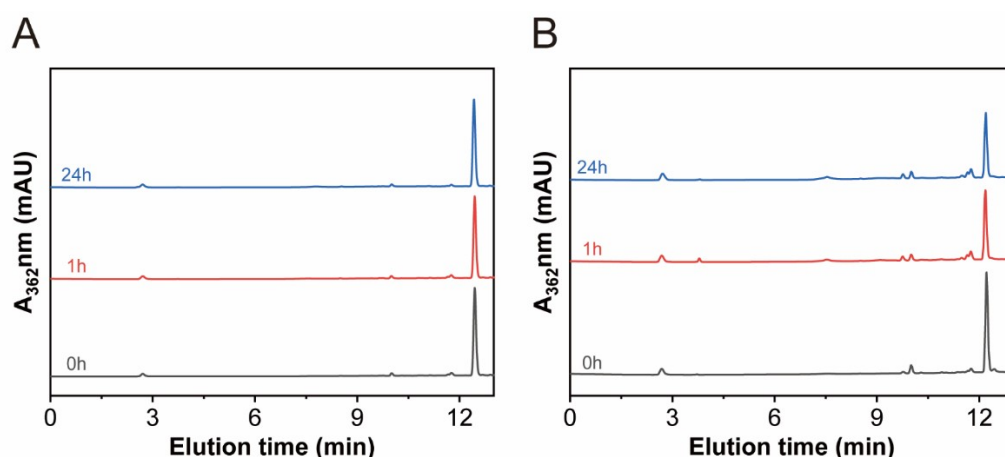 A
A362nm (mAU)
24h
1h
0h
0 3 6 9 12
Elution time (min)
B
A362nm (mAU)
24h
1h
0h
0 3 6 9 12
Elution time (min)